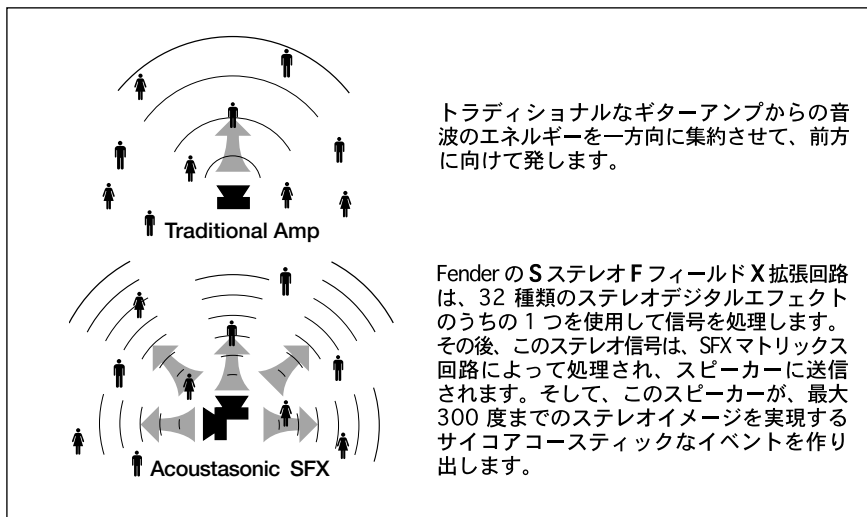 トラディショナルなギターアンプからの音
波のエネルギーを一方向に集約させて、前方
に向けて発します。
Traditional Amp
Fender の S ステレオ F フィールド X 拡張回路
は、32 種類のステレオデジタルエフェクト
のうちの 1 つを使用して信号を処理します。
その後、このステレオ信号は、SFX マトリックス
回路によって処理され、スピーカーに送信
されます。そして、このスピーカーが、最大
300 度までのステレオイメージを実現する
サイコアコースティックなイベントを作り
出します。
Acoustasonic SFX